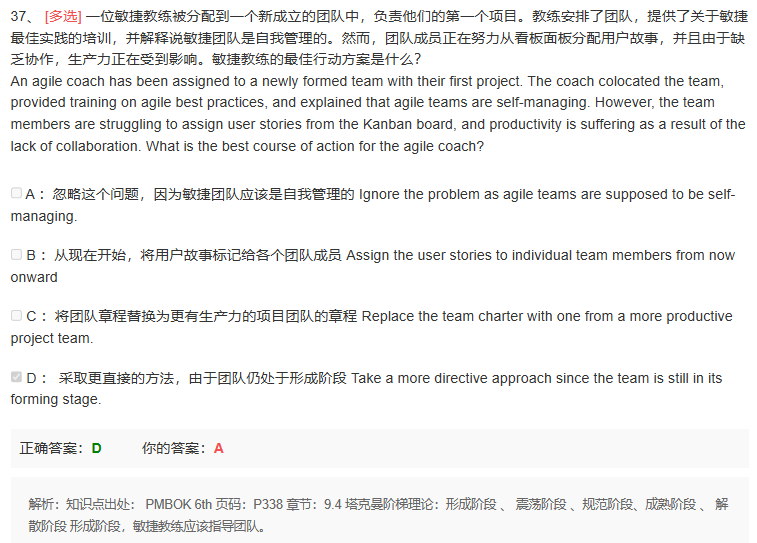 37、 [多选] 一位敏捷教练被分配到一个新成立的团队中，负责他们的第一个项目。教练安排了团队，提供了关于敏捷
最佳实践的培训，并解释说敏捷团队是自我管理的。然而，团队成员正在努力从看板面板分配用户故事，并且由于缺
乏协作，生产力正在受到影响。敏捷教练的最佳行动方案是什么?
An agile coach has been assigned to a newly formed team with their first project. The coach colocated the team,
provided training on agile best practices, and explained that agile teams are self-managing. However, the team
members are struggling to assign user stories from the Kanban board, and productivity is suffering as a result of the
lack of collaboration. What is the best course of action for the agile coach?
A： 忽略这个问题，因为敏捷团队应该是自我管理的 Ignore the problem as agile teams are supposed to be self-
managing.
B： 从现在开始，将用户故事标记给各个团队成员 Assign the user stories to individual team members from now
onward
C： 将团队章程替换为更有生产力的项目团队的章程 Replace the team charter with one from a more productive
project team.
D： 采取更直接的方法，由于团队仍处于形成阶段 Take a more directive approach since the team is still in its
forming stage.
正确答案：D 你的答案：A
解析：知识点出处： PMBOK 6th 页码：P338 章节：9.4 塔克曼阶梯理论：形成阶段 、 震荡阶段 、规范阶段、成熟阶段 、 解
散阶段 形成阶段，敏捷教练应该指导团队。